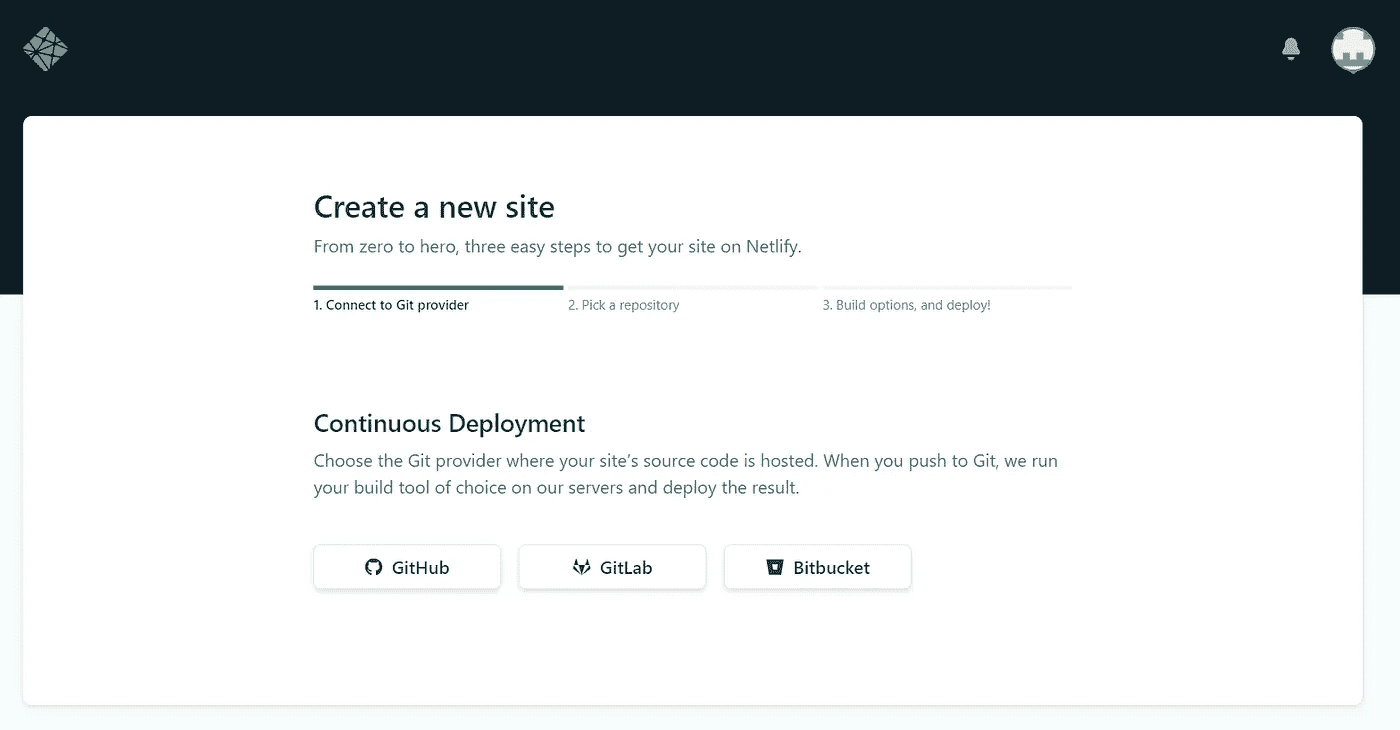 Create a new site
From zero to hero, three easy steps to get your site on Netlify.
1. Connect to Git provider
2. Pick a repository
3. Build options, and deploy!
Continuous Deployment
Choose the Git provider where your site’s source code is hosted. When you push to Git, we run
your build tool of choice on our servers and deploy the result.
GitHub
GitLab
Bitbucket